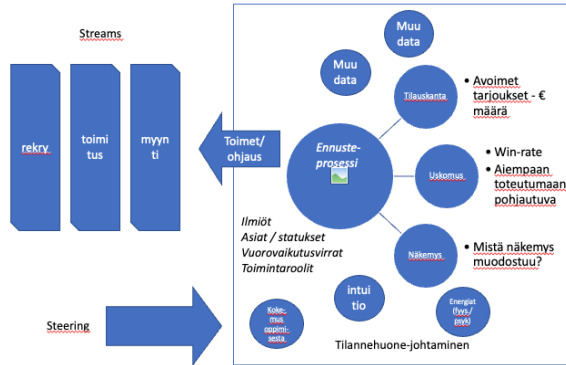 Streams
rekry
toimi
tus
myyn
ti
Toimet/
ohjaus
Muu
data
Muu
data
Tilauskanta
• Avoimet
tarjoukset - €
määrä
Ennuste-
prosessi
Uskomus
• Win-rate
• Aiempaan
toteutumaan
pohjautuva
Näkemys
• Mistä näkemys
muodostuu?
Ilmiöt
Asiat / statukset
Vuorovaikutusvirrat
Toimintaroolit
Steering
Koke-
mus
oppimi-
sesta
intui
tio
Energiat
(fyys./
psyk)
Tilannehuone-johtaminen